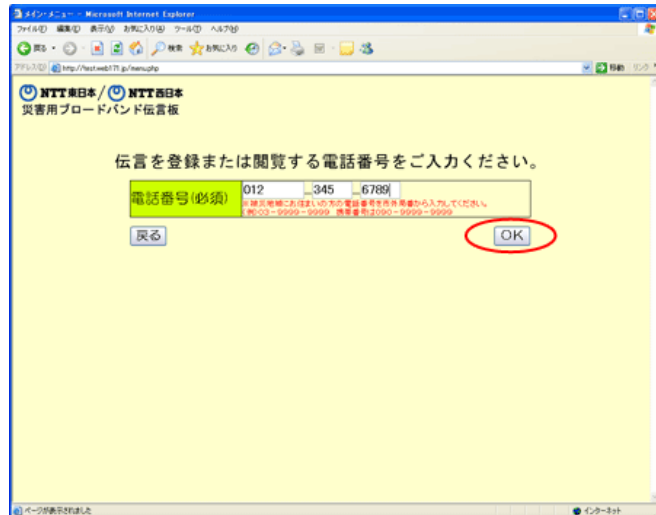 メイン・メニュー - Microsoft Internet Explorer
ファイル(F) 編集(E) 表示(V) お気に入り(A) ツール(T) ヘルプ(H)
戻る 検索 お気に入り
アドレス(D) http://test.web171.jp/menu.php 移動 リンク
NTT東日本/NTT西日本
災害用ブロードバンド伝言板
伝言を登録または閲覧する電話番号をご入力ください。
電話番号(必須) 012 - 345 - 6789
※被災地域にお住まいの方の電話番号を市外局番から入力してください。
(例)03-9999-9999 携帯番号は090-9999-9999
戻る OK
ページが表示されました インターネット